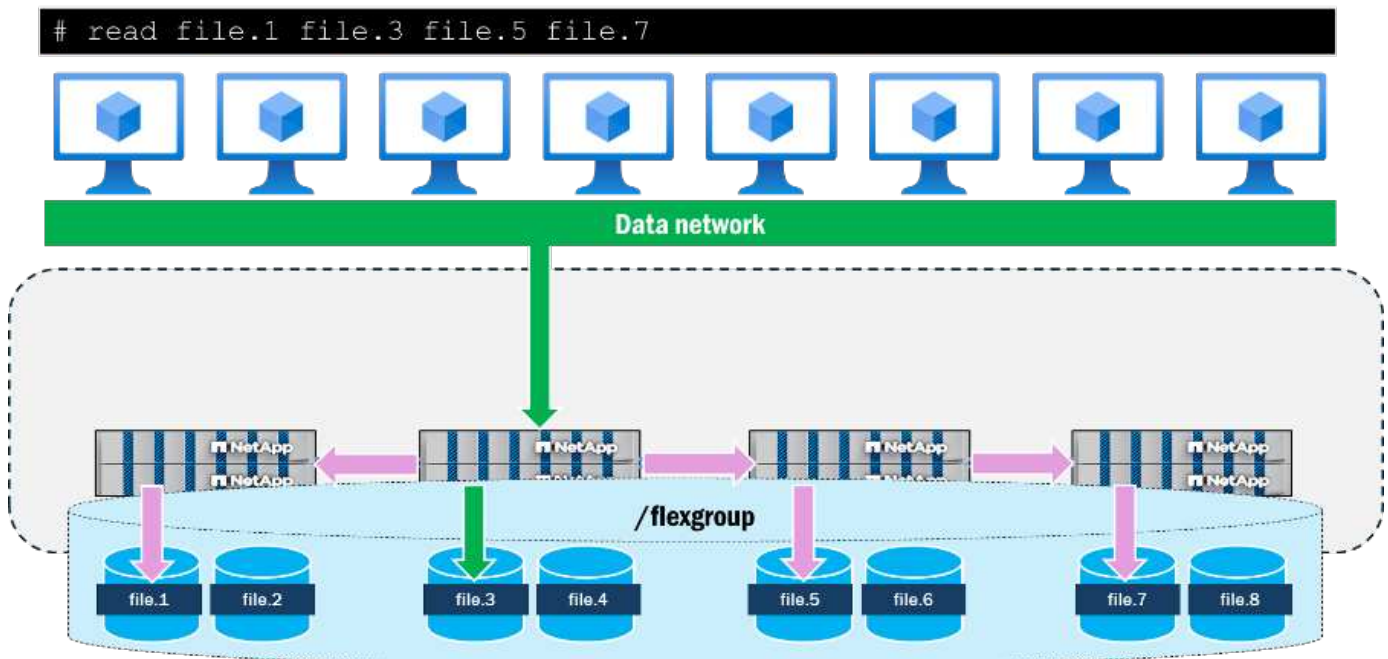 # read file.1 file.3 file.5 file.7
Data network
NetApp NetApp NetApp NetApp
NetApp NetApp NetApp NetApp
/flexgroup
file.1 file.2 file.3 file.4 file.5 file.6 file.7 file.8